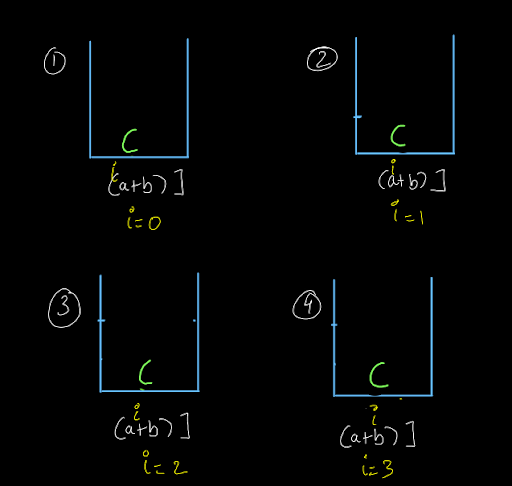 ① ②
C C
i i
(a+b) ] (a+b) ]
i=0 i=1
③ ④
C C
i i
(a+b) ] (a+b) ]
i=2 i=3